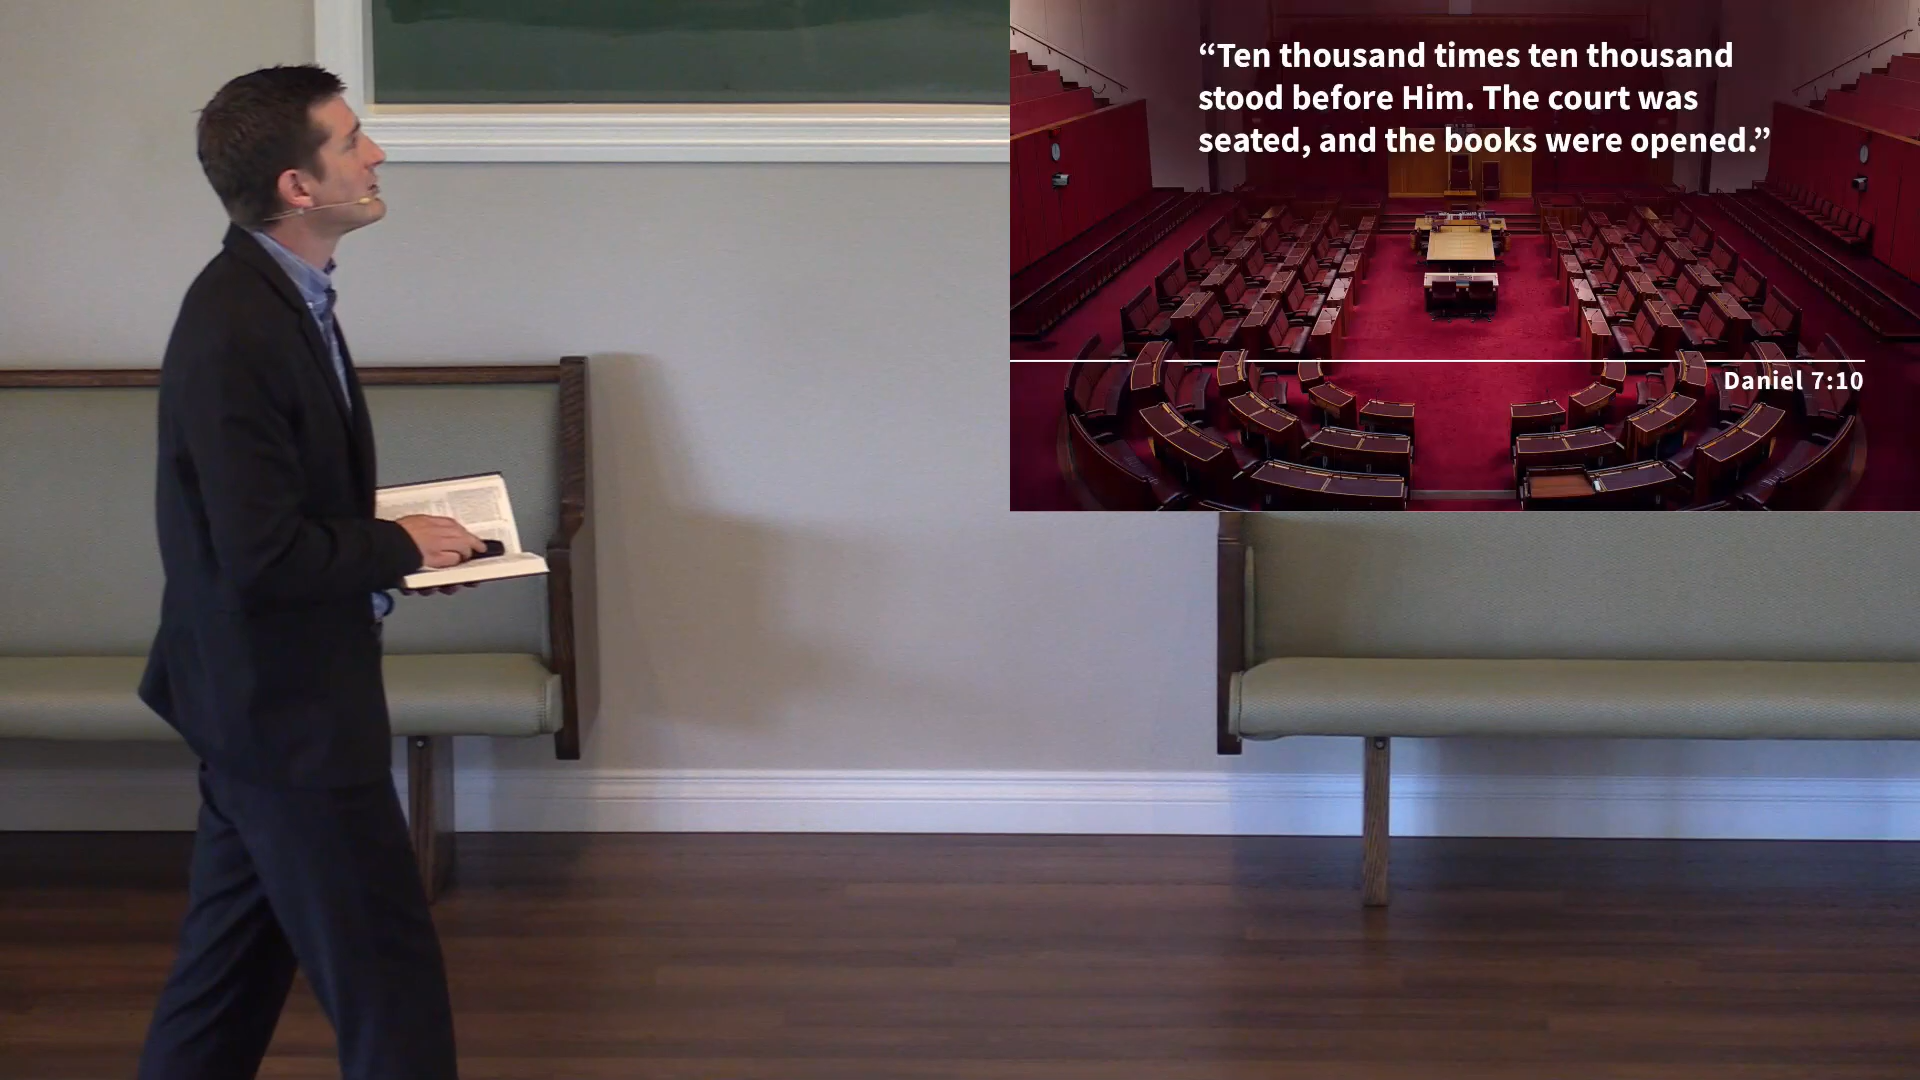 “Ten thousand times ten thousand
stood before Him. The court was
seated, and the books were opened.”
Daniel 7:10